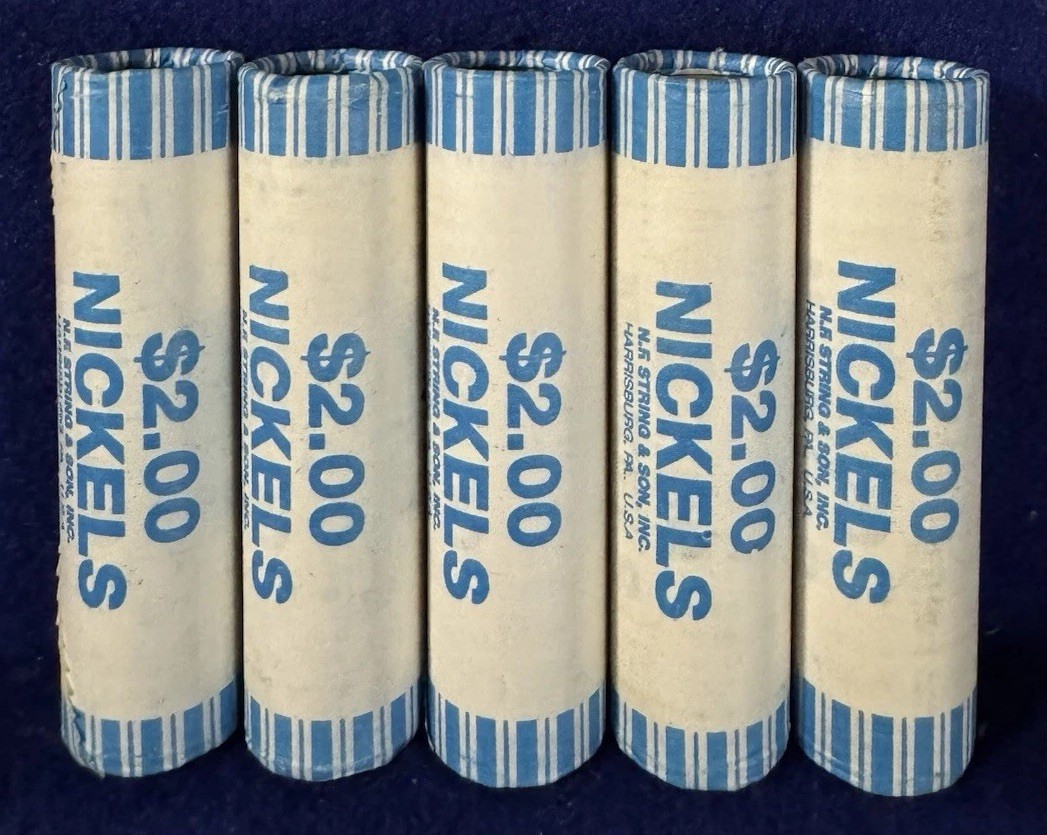 $2.00
NICKELS
N.F. STRING & SON, INC.
$2.00
NICKELS
N.F. STRING & SON, INC.
$2.00
NICKELS
N.F. STRING & SON, INC.
$2.00
NICKELS
N.F. STRING & SON, INC.
HARRISBURG, PA. U.S.A.
$2.00
NICKELS
N.F. STRING & SON, INC.
HARRISBURG, PA. U.S.A.